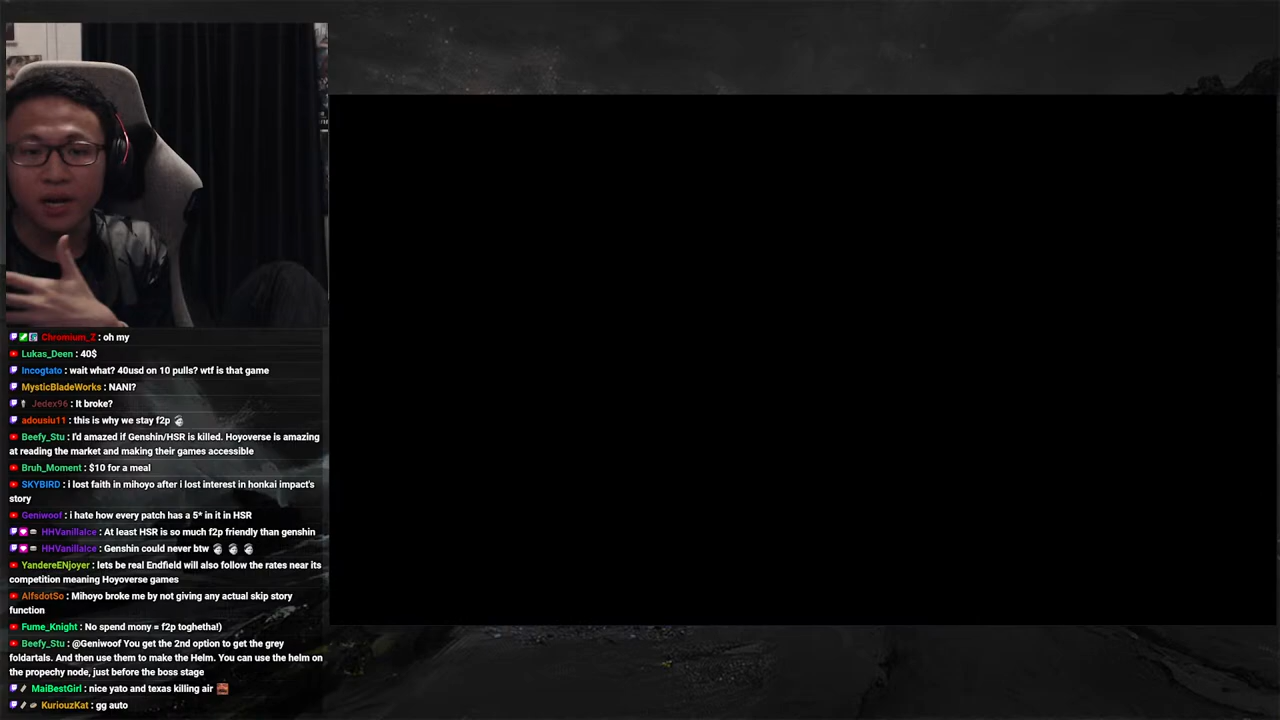 Chromium_Z : oh my
Lukas_Deen : 40$
Incogtato : wait what? 40usd on 10 pulls? wtf is that game
MysticBladeWorks : NANI?
Jedex96 : It broke?
adousiu11 : this is why we stay f2p
Beefy_Stu : I'd amazed if Genshin/HSR is killed. Hoyoverse is amazing
at reading the market and making their games accessible
Bruh_Moment : $10 for a meal
SKYBIRD : i lost faith in mihoyo after i lost interest in honkai impact's
story
Geniwoof : i hate how every patch has a 5* in it in HSR
HHVanillaIce : At least HSR is so much f2p friendly than genshin
HHVanillaIce : Genshin could never btw
YandereENjoyer : lets be real Endfield will also follow the rates near its
competition meaning Hoyoverse games
AlfsdotSo : Mihoyo broke me by not giving any actual skip story
function
Fume_Knight : No spend mony = f2p toghetha!)
Beefy_Stu : @Geniwoof You get the 2nd option to get the grey
foldartals. And then use them to make the Helm. You can use the helm on
the propechy node, just before the boss stage
MaiBestGirl : nice yato and texas killing air
KuriouzKat : gg auto